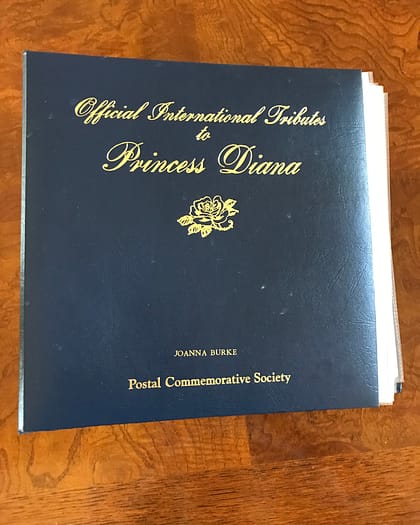 Official International Tributes
to
Princess Diana
JOANNA BURKE
Postal Commemorative Society